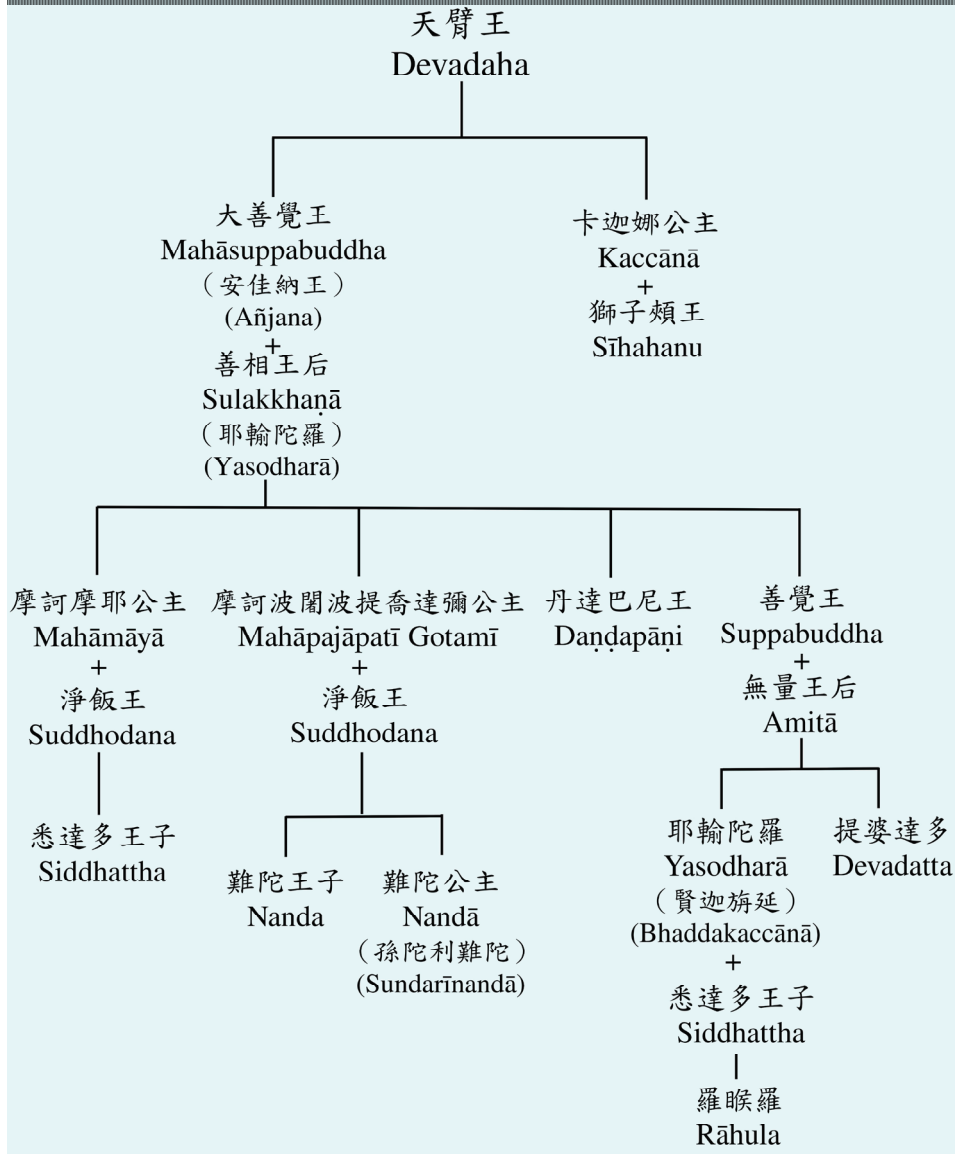 天臂王
Devadaha
大善覺王
Mahāsuppabuddha
（安佳納王）
(Añjana)
+
善相王后
Sulakkhaṇā
（耶輸陀羅）
(Yasodharā)
卡迦娜公主
Kaccānā
+
獅子頰王
Sīhahanu
摩訶摩耶公主
Mahāmāyā
+
淨飯王
Suddhodana
摩訶波闍波提喬達彌公主
Mahāpajāpatī Gotamī
+
淨飯王
Suddhodana
丹達巴尼王
Daṇḍapāṇi
善覺王
Suppabuddha
+
無量王后
Amitā
悉達多王子
Siddhattha
難陀王子
Nanda
難陀公主
Nandā
（孫陀利難陀）
(Sundarīnandā)
耶輸陀羅
Yasodharā
（賢迦旃延）
(Bhaddakaccānā)
+
悉達多王子
Siddhattha
羅睺羅
Rāhula
提婆達多
Devadatta